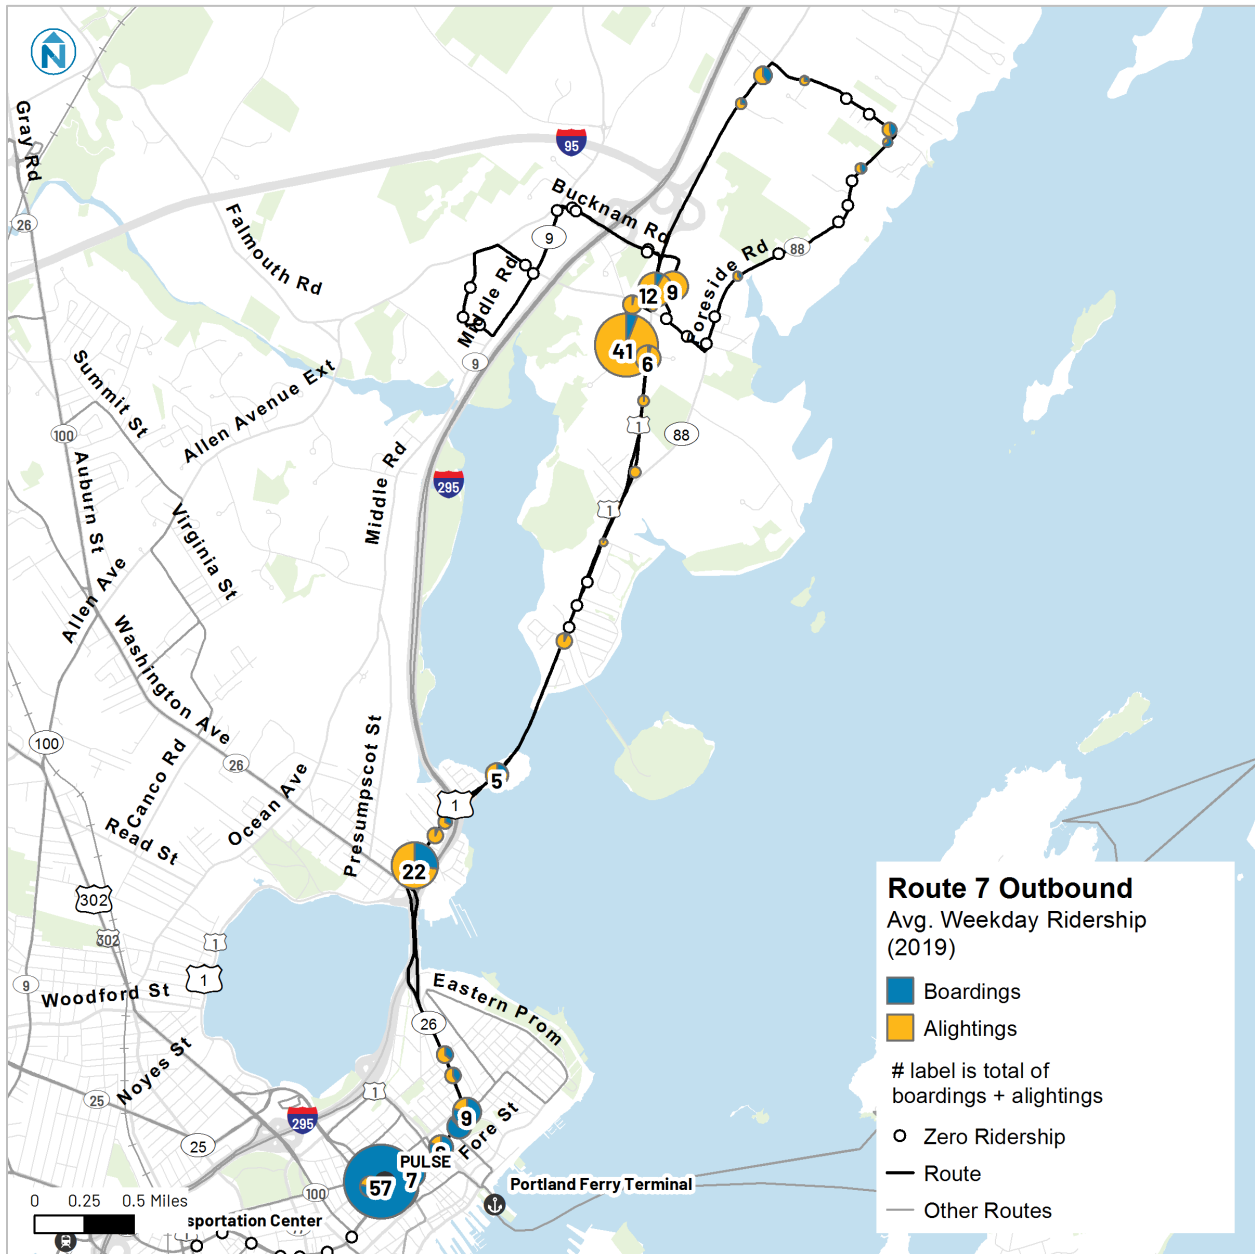 N
Gray Rd
95
26
Bucknam Rd
9
Falmouth Rd
88
Foreside Rd
Middle Rd
12
9
41
6
9
1
88
Summit St
Allen Avenue Ext
100
Auburn St
Middle Rd
295
1
Virginia St
Allen Ave
Washington Ave
100
26
Canco Rd
Ocean Ave
Presumpscot St
5
1
Read St
22
302
302
1
1
9
Woodford St
Eastern Prom
26
Noyes St
25
1
295
25
9
Fore St
PULSE
7
57
100
Portland Ferry Terminal
sportation Center
0 0.25 0.5 Miles
Route 7 Outbound
Avg. Weekday Ridership
(2019)
Boardings
Alightings
# label is total of
boardings + alightings
Zero Ridership
Route
Other Routes